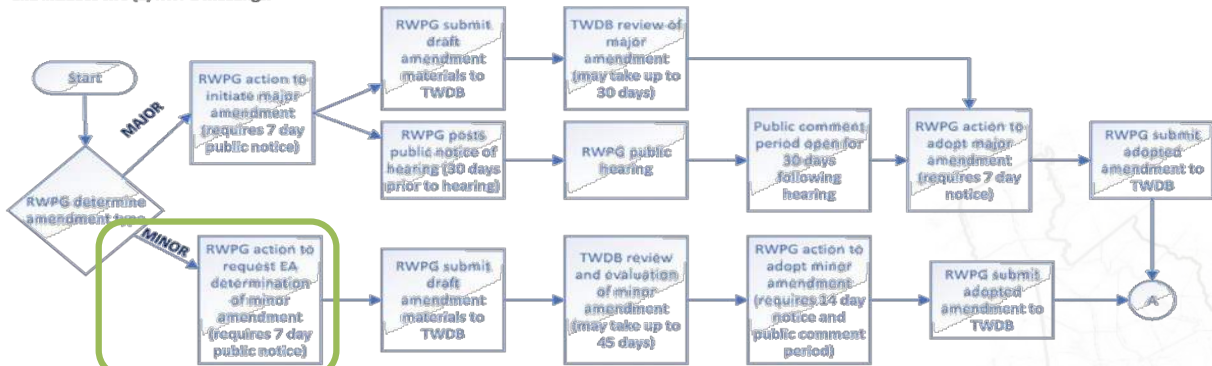 Start
RWPG determine
amendment type
MAJOR
RWPG action to
initiate major
amendment
(requires 7 day
public notice)
RWPG submit
draft
amendment
materials to
TWDB
TWDB review of
major
amendment
(may take up to
30 days)
RWPG posts
public notice of
hearing (30 days
prior to hearing)
RWPG public
hearing
Public comment
period open for
30 days
following
hearing
RWPG action to
adopt major
amendment
(requires 7 day
notice)
RWPG submit
adopted
amendment to
TWDB
MINOR
RWPG action to
request EA
determination
of minor
amendment
(requires 7 day
public notice)
RWPG submit
draft
amendment
materials to
TWDB
TWDB review
and evaluation
of minor
amendment
(may take up to
45 days)
RWPG action to
adopt minor
amendment
(requires 14 day
notice and
public comment
period)
RWPG submit
adopted
amendment to
TWDB
A